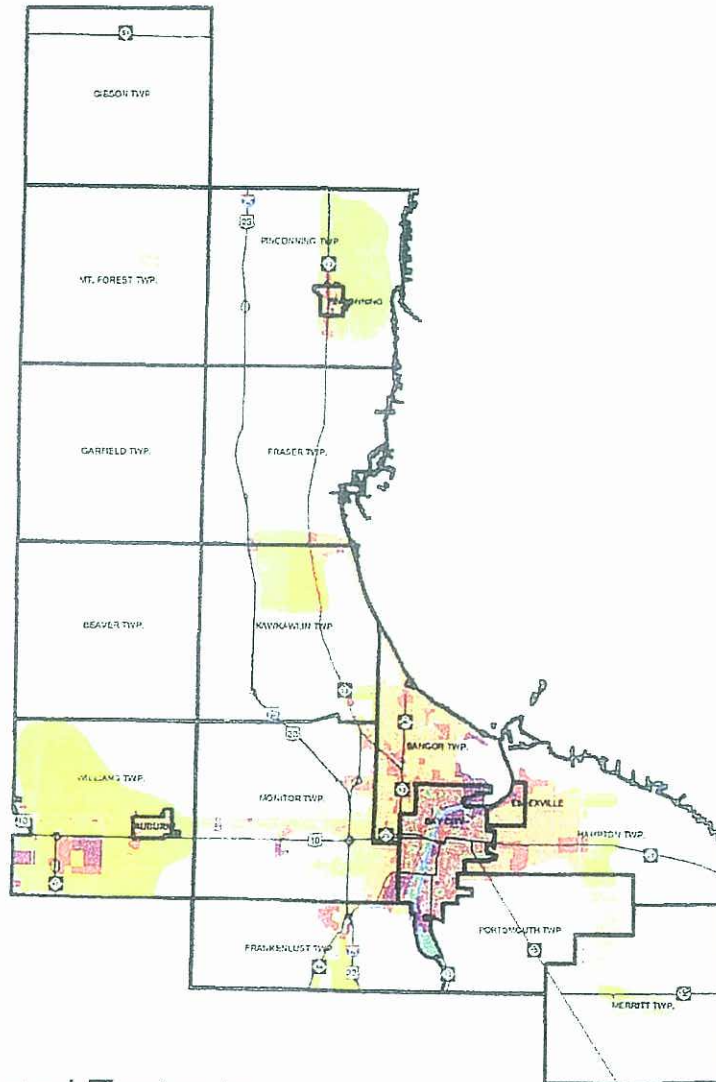 GIBSON TWP.
PINCONNING TWP.
MT. FOREST TWP.
GARFIELD TWP.
FRASER TWP.
BEAVER TWP.
KAWKAWLIN TWP.
WILLIAMS TWP.
BANGOR TWP.
MONITOR TWP.
AUBURN
BAY CITY
HAMPTON TWP.
10
PORTSMOUTH TWP.
FRANKENLUST TWP.
MERRITT TWP.